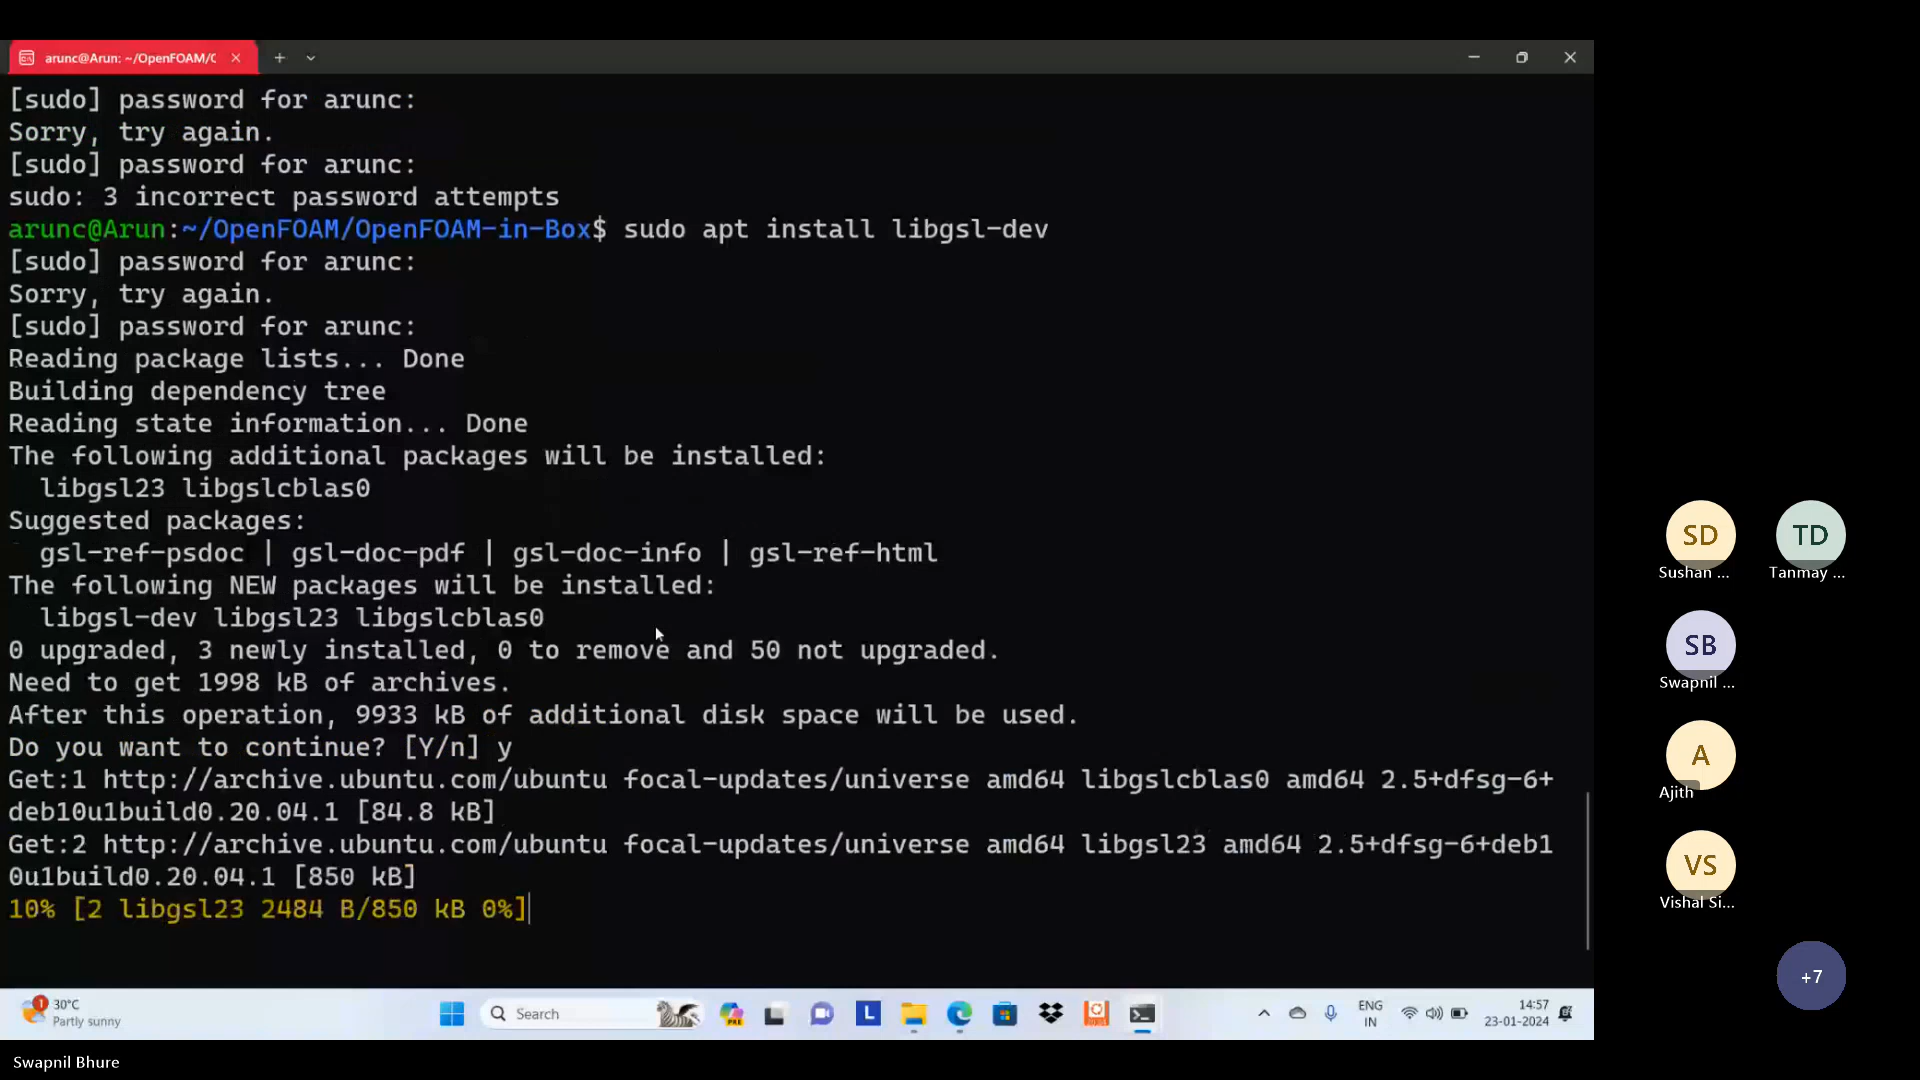 arunc@Arun: ~/OpenFOAM/C
[sudo] password for arunc:
Sorry, try again.
[sudo] password for arunc:
sudo: 3 incorrect password attempts
arunc@Arun:~/OpenFOAM/OpenFOAM-in-Box$ sudo apt install libgsl-dev
[sudo] password for arunc:
Sorry, try again.
[sudo] password for arunc:
Reading package lists... Done
Building dependency tree
Reading state information... Done
The following additional packages will be installed:
libgsl23 libgslcblas0
Suggested packages:
gsl-ref-psdoc | gsl-doc-pdf | gsl-doc-info | gsl-ref-html
The following NEW packages will be installed:
libgsl-dev libgsl23 libgslcblas0
0 upgraded, 3 newly installed, 0 to remove and 50 not upgraded.
Need to get 1998 kB of archives.
After this operation, 9933 kB of additional disk space will be used.
Do you want to continue? [Y/n] y
Get:1 http://archive.ubuntu.com/ubuntu focal-updates/universe amd64 libgslcblas0 amd64 2.5+dfsg-6+
deb10u1build0.20.04.1 [84.8 kB]
Get:2 http://archive.ubuntu.com/ubuntu focal-updates/universe amd64 libgsl23 amd64 2.5+dfsg-6+deb1
0u1build0.20.04.1 [850 kB]
10% [2 libgsl23 2484 B/850 kB 0%]
SD
Sushan ...
TD
Tanmay ...
SB
Swapnil ...
A
Ajith
VS
Vishal Si...
+7
1
30°C
Partly sunny
Search
PRE
L
ENG
IN
14:57
23-01-2024
Swapnil Bhure